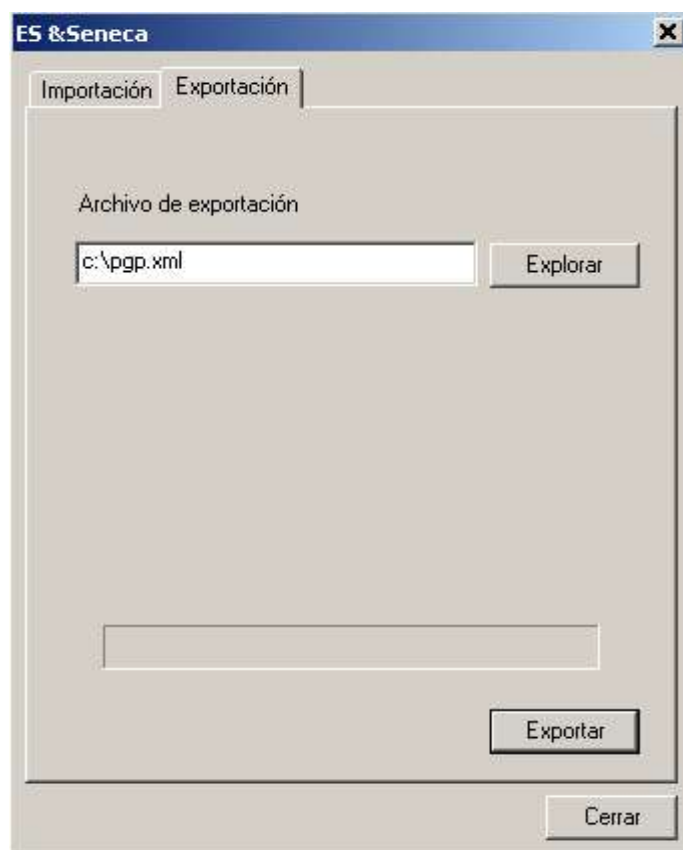 ES &Seneca
Importación Exportación
Archivo de exportación
c:\pgp.xml Explorar
Exportar
Cerrar